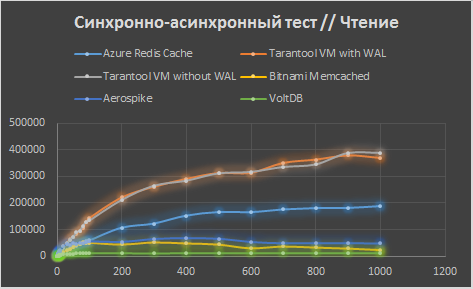 Синхронно-асинхронный тест // Чтение
Azure Redis Cache
Tarantool VM with WAL
Tarantool VM without WAL
Bitnami Memcached
Aerospike
VoltDB
500000
400000
300000
200000
100000
0
0 200 400 600 800 1000 1200